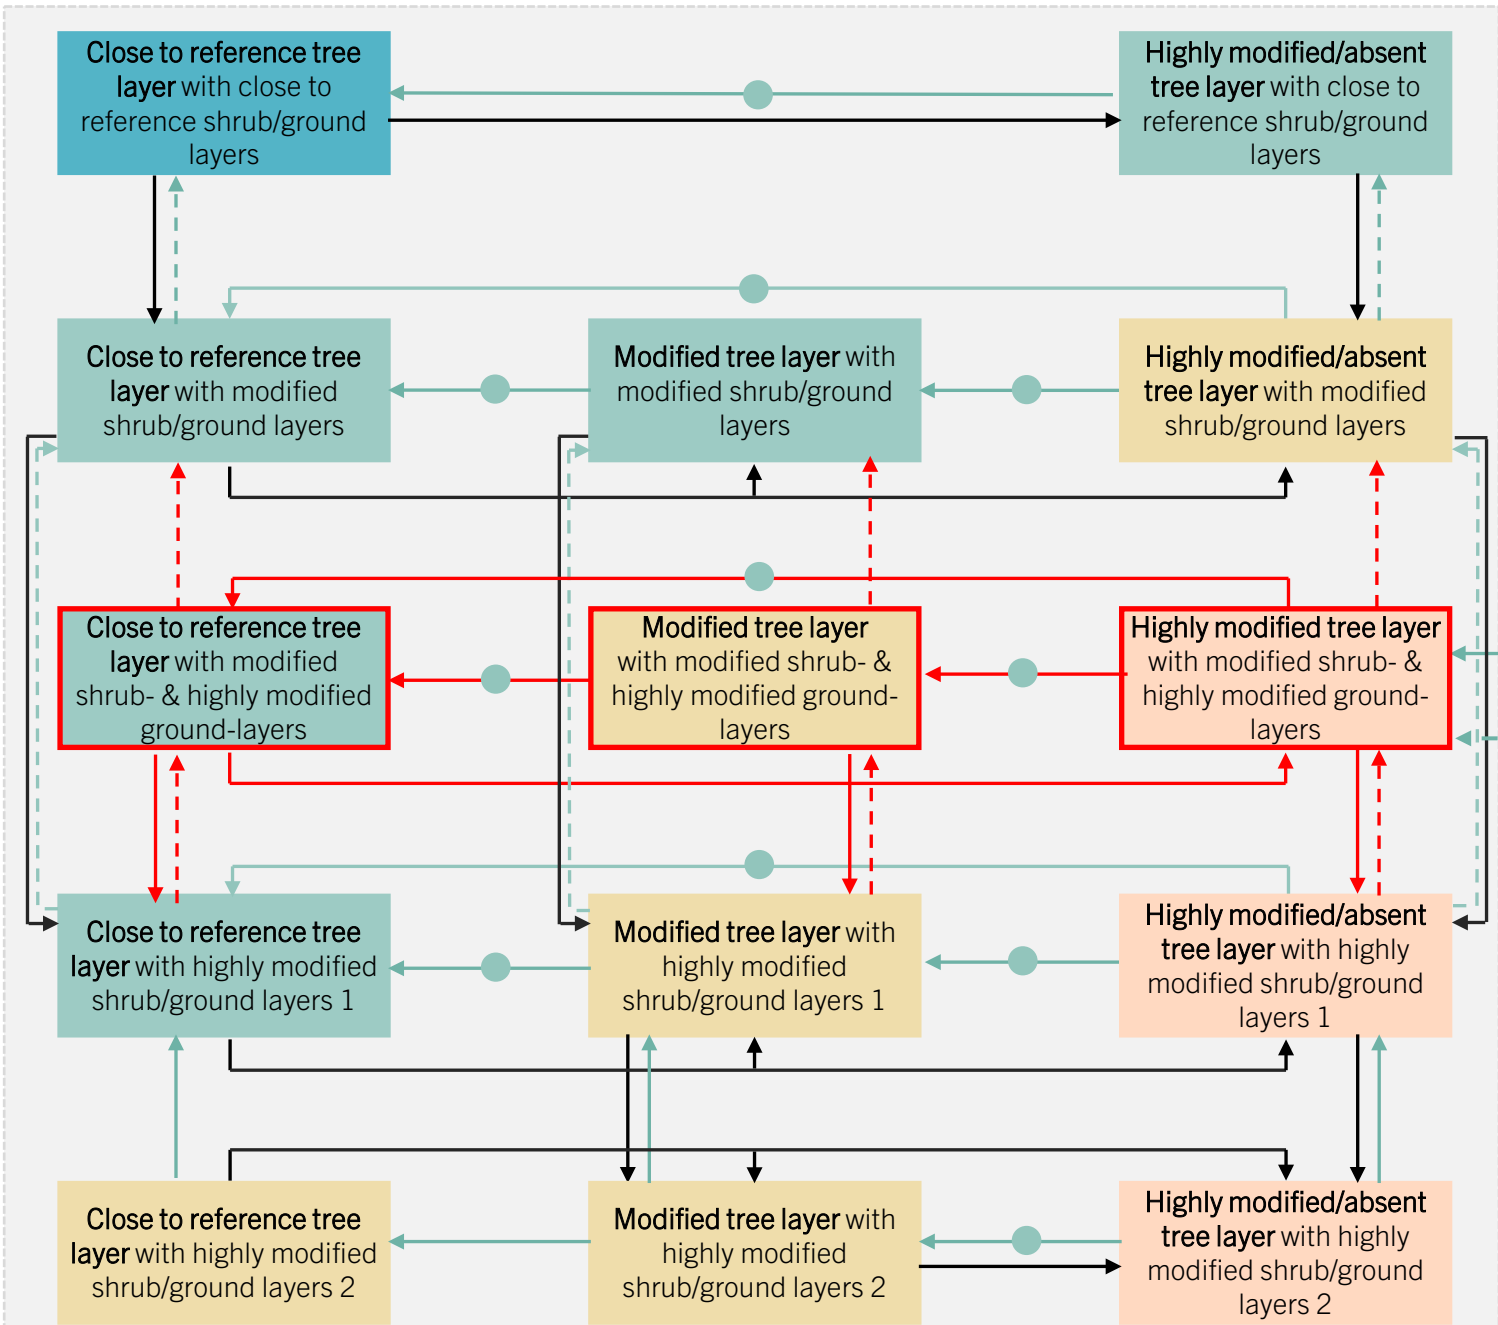 Close to reference tree
layer with close to
reference shrub/ground
layers
Highly modified/absent
tree layer with close to
reference shrub/ground
layers
Close to reference tree
layer with modified
shrub/ground layers
Modified tree layer with
modified shrub/ground
layers
Highly modified/absent
tree layer with modified
shrub/ground layers
Close to reference tree
layer with modified
shrub- & highly modified
ground-layers
Modified tree layer
with modified shrub- &
highly modified ground-
layers
Highly modified tree layer
with modified shrub- &
highly modified ground-
layers
Close to reference tree
layer with highly modified
shrub/ground layers 1
Modified tree layer with
highly modified
shrub/ground layers 1
Highly modified/absent
tree layer with highly
modified shrub/ground
layers 1
Close to reference tree
layer with highly modified
shrub/ground layers 2
Modified tree layer with
highly modified
shrub/ground layers 2
Highly modified/absent
tree layer with highly
modified shrub/ground
layers 2